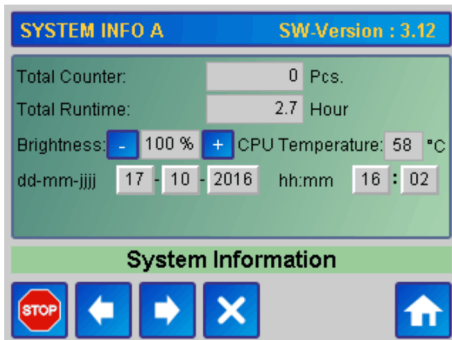 SYSTEM INFO A SW-Version : 3.12
Total Counter: 0 Pcs.
Total Runtime: 2.7 Hour
Brightness: - 100 % + CPU Temperature: 58 °C
dd-mm-jjjj 17 - 10 - 2016 hh:mm 16 : 02
System Information
STOP